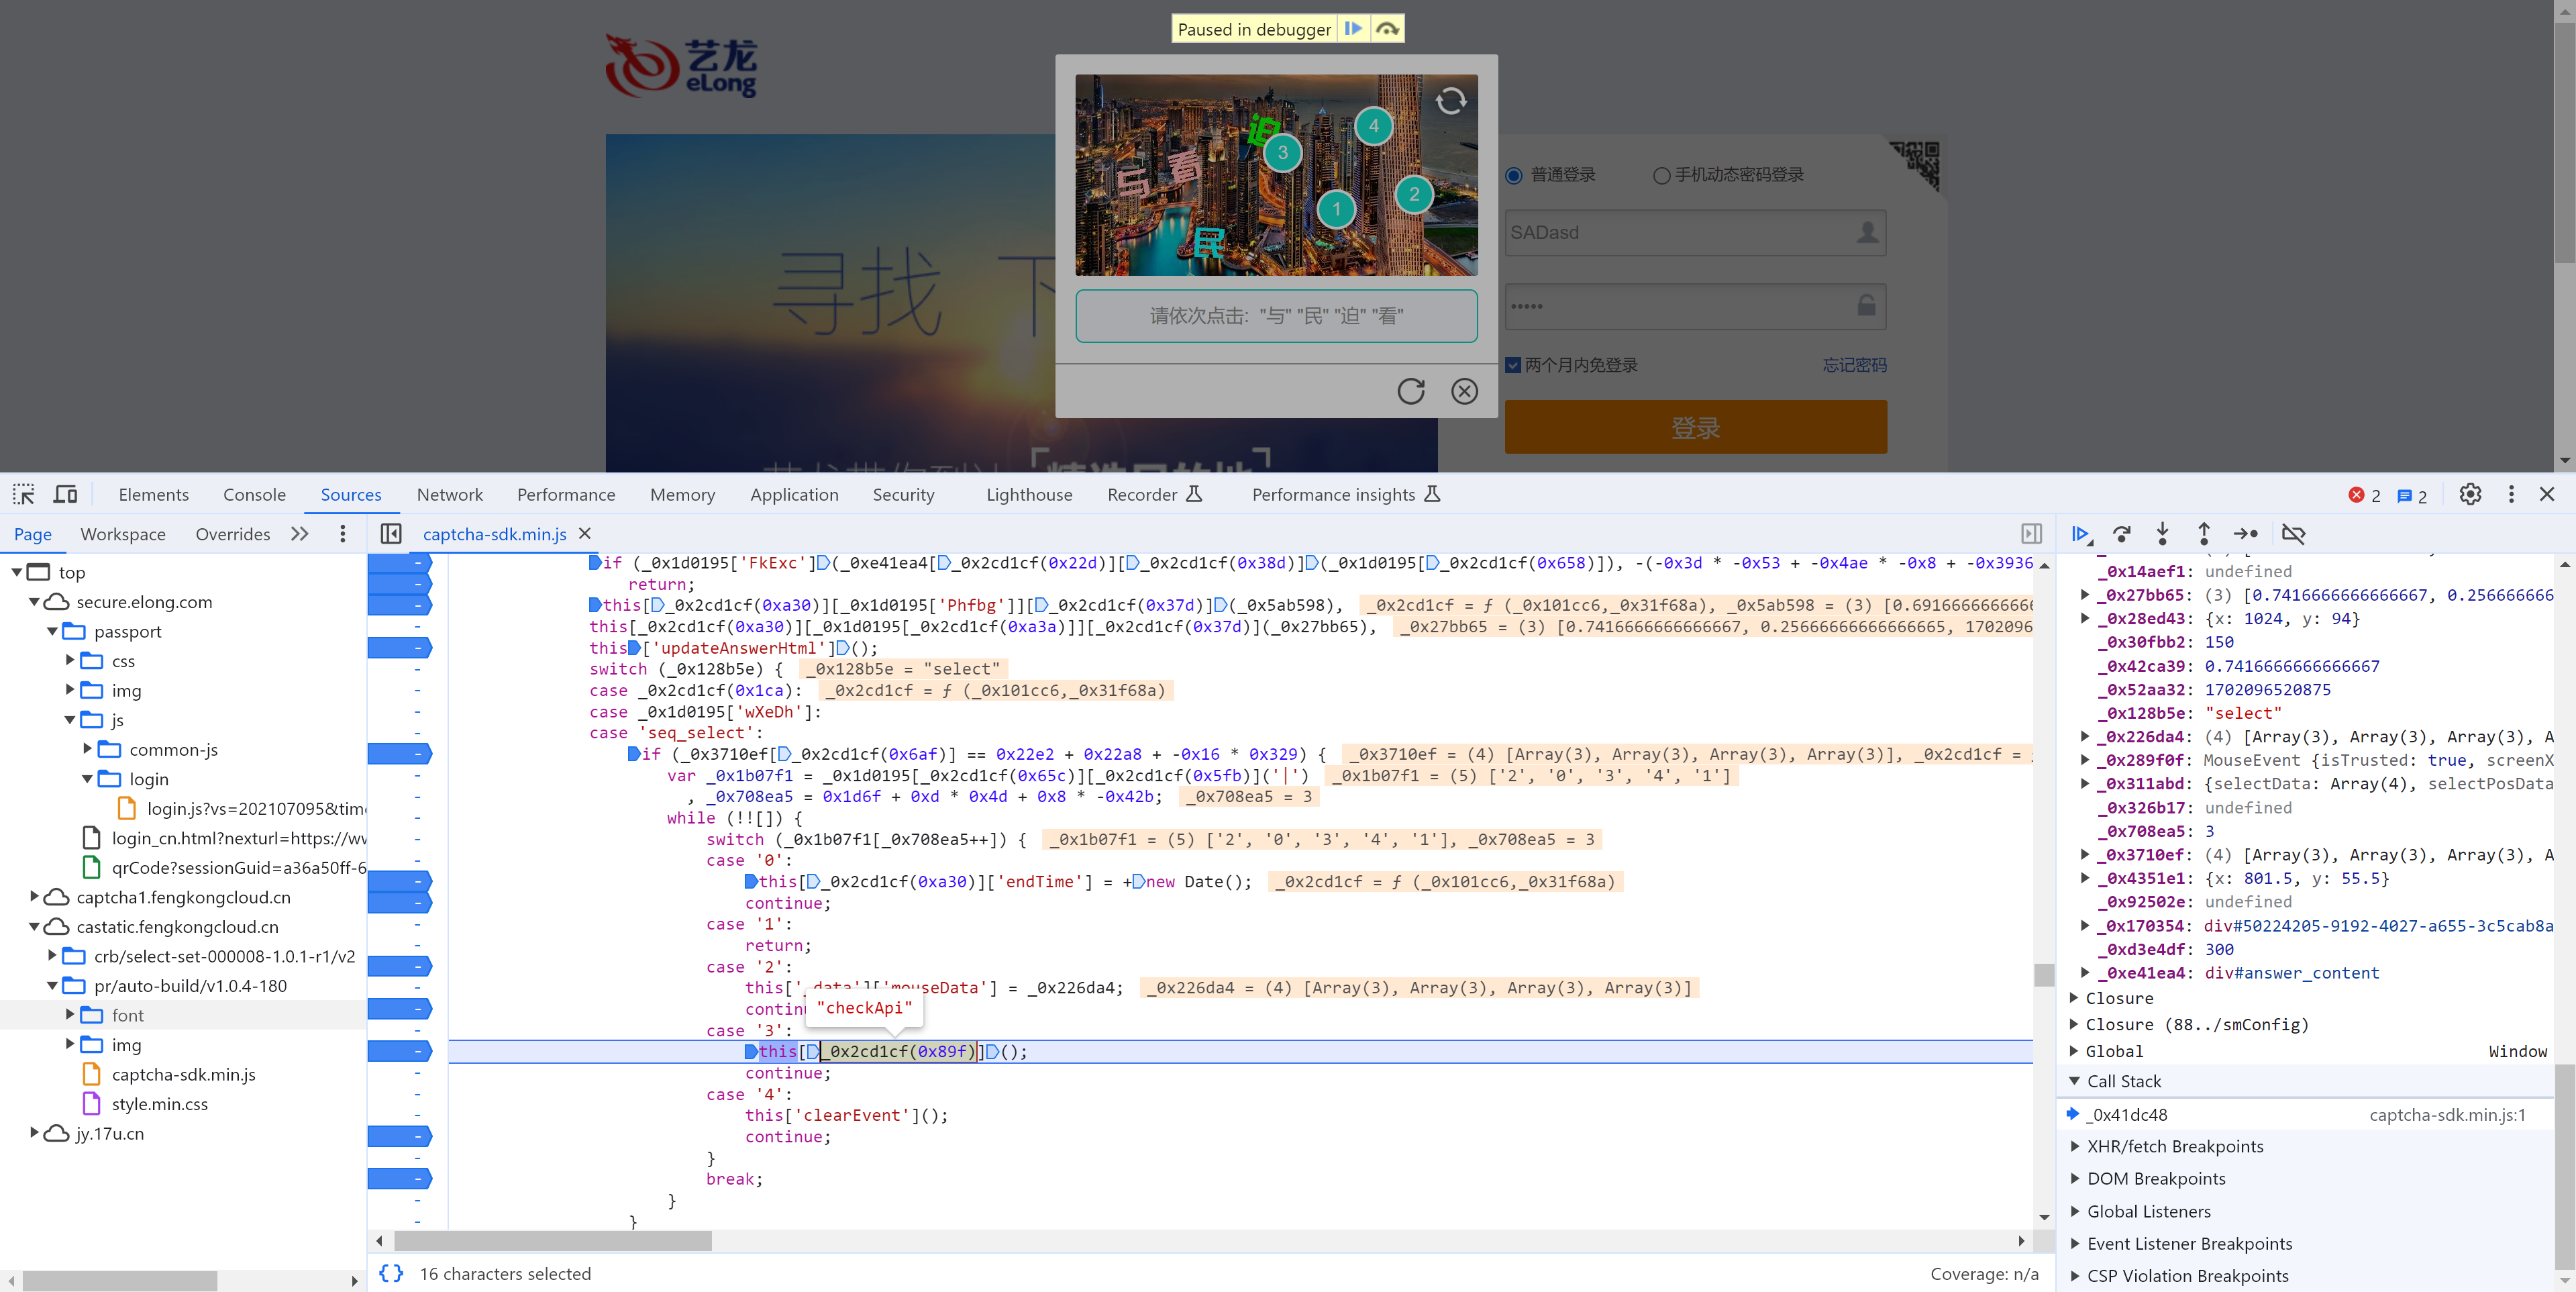 Paused in debugger
艺龙
eLong
迫
看
与
民
4
3
2
1
请依次点击: "与" "民" "迫" "看"
寻找 下
普通登录
手机动态密码登录
SADasd
•••••
两个月内免登录
忘记密码
登录
Elements
Console
Sources
Network
Performance
Memory
Application
Security
Lighthouse
Recorder
Performance insights
2
2
Page
Workspace
Overrides
captcha-sdk.min.js
top
secure.elong.com
passport
css
img
js
common-js
login
login.js?vs=202107095&time
login_cn.html?nexturl=https://ww
qrCode?sessionGuid=a36a50ff-6
captcha1.fengkongcloud.cn
castatic.fengkongcloud.cn
crb/select-set-000008-1.0.1-r1/v2
pr/auto-build/v1.0.4-180
font
img
captcha-sdk.min.js
style.min.css
jy.17u.cn
if (_0x1d0195['FkExc'](_0xe41ea4[_0x2cd1cf(0x22d)][_0x2cd1cf(0x38d)](_0x1d0195[_0x2cd1cf(0x658)]), -(-0x3d * -0x53 + -0x4ae * -0x8 + -0x3936
return;
this[_0x2cd1cf(0xa30)][_0x1d0195['Phfbg']][_0x2cd1cf(0x37d)](_0x5ab598), _0x2cd1cf = ƒ (_0x101cc6,_0x31f68a), _0x5ab598 = (3) [0.6916666666666
this[_0x2cd1cf(0xa30)][_0x1d0195[_0x2cd1cf(0xa3a)]][_0x2cd1cf(0x37d)](_0x27bb65), _0x27bb65 = (3) [0.7416666666666667, 0.25666666666666665, 1702096
this['updateAnswerHtml']();
switch (_0x128b5e) { _0x128b5e = "select"
case _0x2cd1cf(0x1ca): _0x2cd1cf = ƒ (_0x101cc6,_0x31f68a)
case _0x1d0195['wXeDh']:
case 'seq_select':
if (_0x3710ef[_0x2cd1cf(0x6af)] == 0x22e2 + 0x22a8 + -0x16 * 0x329) { _0x3710ef = (4) [Array(3), Array(3), Array(3), Array(3)], _0x2cd1cf =
var _0x1b07f1 = _0x1d0195[_0x2cd1cf(0x65c)][_0x2cd1cf(0x5fb)]('|') _0x1b07f1 = (5) ['2', '0', '3', '4', '1']
, _0x708ea5 = 0x1d6f + 0xd * 0x4d + 0x8 * -0x42b; _0x708ea5 = 3
while (!![]) {
switch (_0x1b07f1[_0x708ea5++]) { _0x1b07f1 = (5) ['2', '0', '3', '4', '1'], _0x708ea5 = 3
case '0':
this[_0x2cd1cf(0xa30)]['endTime'] = +new Date(); _0x2cd1cf = ƒ (_0x101cc6,_0x31f68a)
continue;
case '1':
return;
case '2':
this['_data']['mouseData'] = _0x226da4; _0x226da4 = (4) [Array(3), Array(3), Array(3), Array(3)]
contin
"checkApi"
case '3':
this[_0x2cd1cf(0x89f)]();
continue;
case '4':
this['clearEvent']();
continue;
}
break;
}
}
{} 16 characters selected
Coverage: n/a
_0x14aef1: undefined
_0x27bb65: (3) [0.7416666666666667, 0.256666666
_0x28ed43: {x: 1024, y: 94}
_0x30fbb2: 150
_0x42ca39: 0.7416666666666667
_0x52aa32: 1702096520875
_0x128b5e: "select"
_0x226da4: (4) [Array(3), Array(3), Array(3), A
_0x289f0f: MouseEvent {isTrusted: true, screenX
_0x311abd: {selectData: Array(4), selectPosData
_0x326b17: undefined
_0x708ea5: 3
_0x3710ef: (4) [Array(3), Array(3), Array(3), A
_0x4351e1: {x: 801.5, y: 55.5}
_0x92502e: undefined
_0x170354: div#50224205-9192-4027-a655-3c5cab8a
_0xd3e4df: 300
_0xe41ea4: div#answer_content
Closure
Closure (88../smConfig)
Global Window
Call Stack
_0x41dc48 captcha-sdk.min.js:1
XHR/fetch Breakpoints
DOM Breakpoints
Global Listeners
Event Listener Breakpoints
CSP Violation Breakpoints